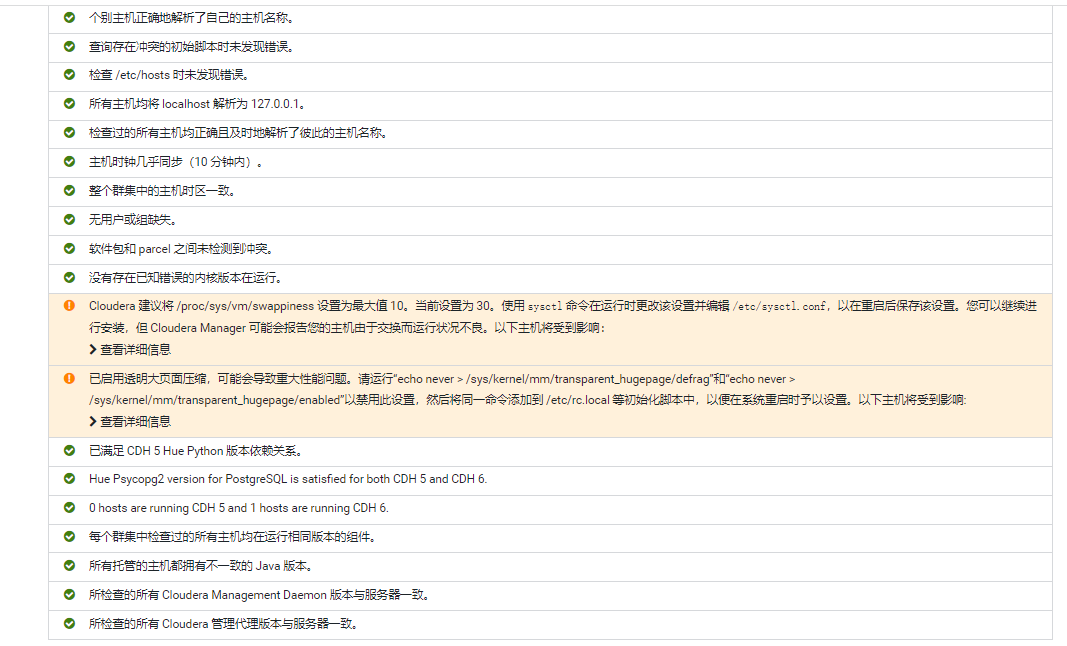 个别主机正确地解析了自己的主机名称。
查询存在冲突的初始脚本时未发现错误。
检查 /etc/hosts 时未发现错误。
所有主机均将 localhost 解析为 127.0.0.1。
检查过的所有主机均正确且及时地解析了彼此的主机名称。
主机时钟几乎同步（10 分钟内）。
整个群集中的主机时区一致。
无用户或组缺失。
软件包和 parcel 之间未检测到冲突。
没有存在已知错误的内核版本在运行。
Cloudera 建议将 /proc/sys/vm/swappiness 设置为最大值 10。当前设置为 30。使用 sysctl 命令在运行时更改该设置并编辑 /etc/sysctl.conf，以在重启后保存该设置。您可以继续进
行安装，但 Cloudera Manager 可能会报告您的主机由于交换而运行状况不良。以下主机将受到影响：
查看详细信息
已启用透明大页面压缩，可能会导致重大性能问题。请运行“echo never > /sys/kernel/mm/transparent_hugepage/defrag”和“echo never >
/sys/kernel/mm/transparent_hugepage/enabled”以禁用此设置，然后将同一命令添加到 /etc/rc.local 等初始化脚本中，以便在系统重启时予以设置。以下主机将受到影响:
查看详细信息
已满足 CDH 5 Hue Python 版本依赖关系。
Hue Psycopg2 version for PostgreSQL is satisfied for both CDH 5 and CDH 6.
0 hosts are running CDH 5 and 1 hosts are running CDH 6.
每个群集中检查过的所有主机均在运行相同版本的组件。
所有托管的主机都拥有不一致的 Java 版本。
所检查的所有 Cloudera Management Daemon 版本与服务器一致。
所检查的所有 Cloudera 管理代理版本与服务器一致。